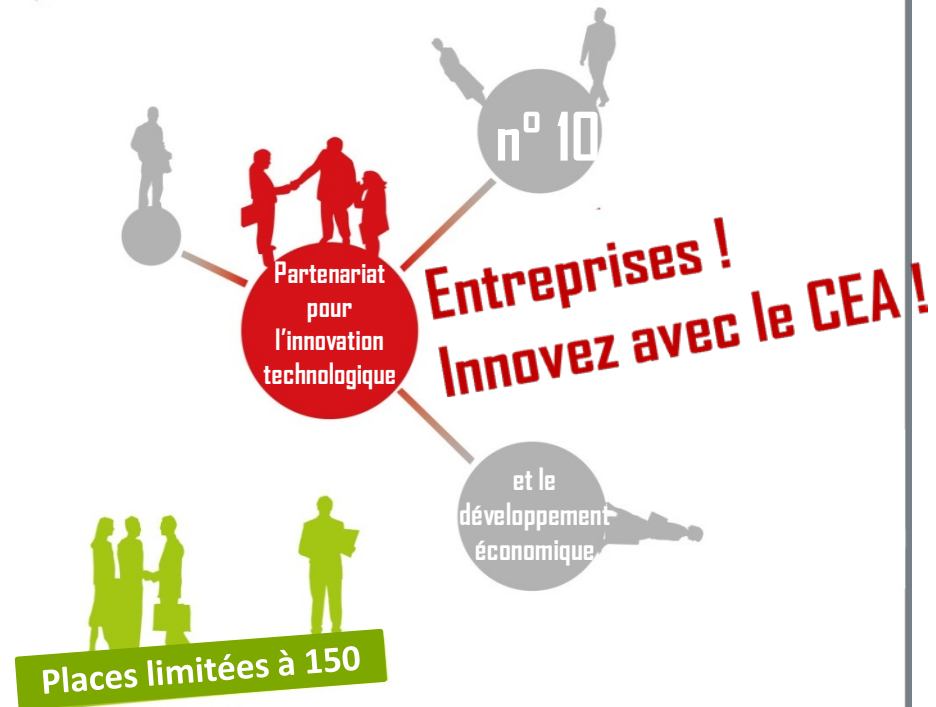 n° 10
Partenariat
pour
l’innovation
technologique
Entreprises !
Innovez avec le CEA !
et le
développement
économique
Places limitées à 150